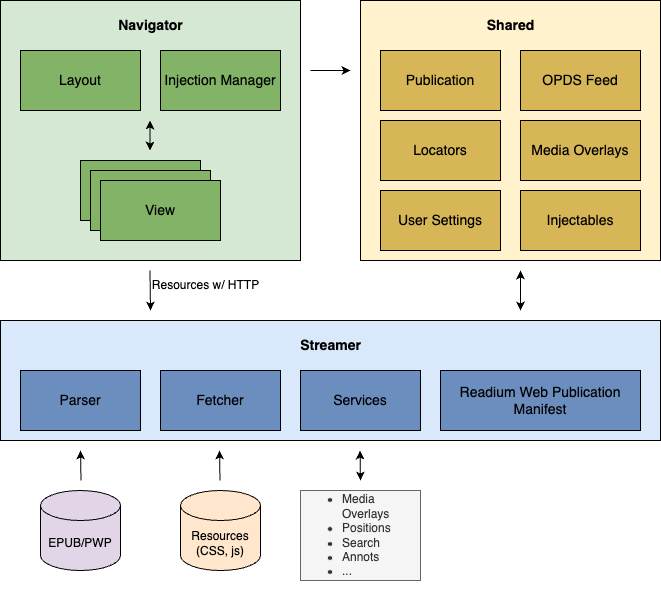 Navigator
Layout
Injection Manager
View
Shared
Publication
OPDS Feed
Locators
Media Overlays
User Settings
Injectables
Resources w/ HTTP
Streamer
Parser
Fetcher
Services
Readium Web Publication
Manifest
EPUB/PWP
Resources
(CSS, js)
• Media
Overlays
• Positions
• Search
• Annots
• ...